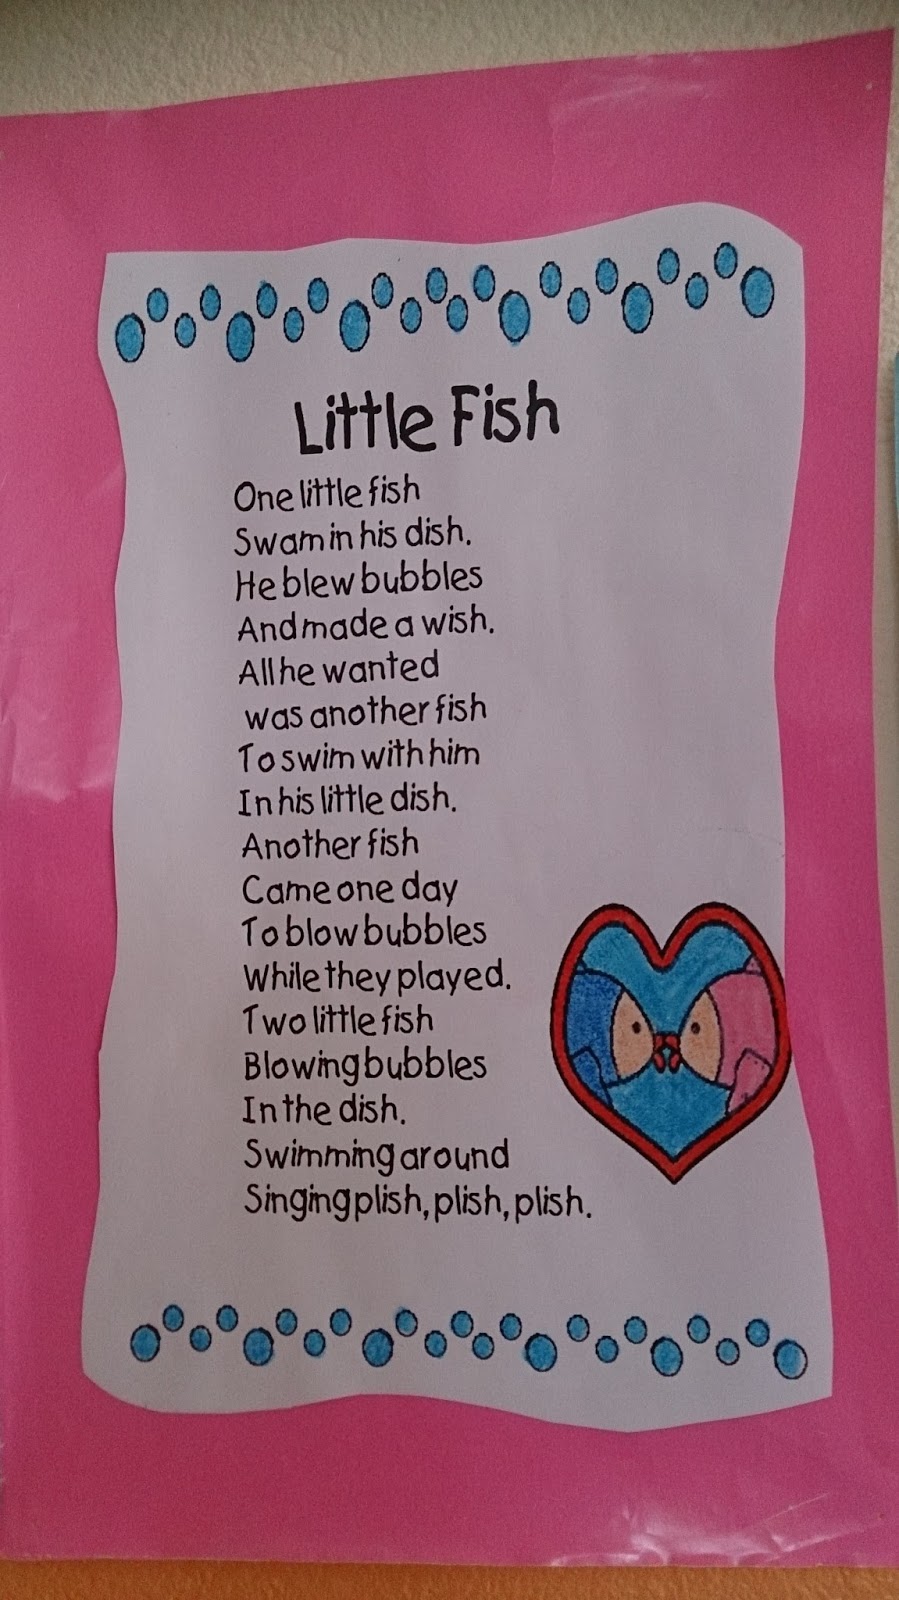 Little Fish
One little fish
Swam in his dish.
He blew bubbles
And made a wish.
All he wanted
was another fish
To swim with him
In his little dish.
Another fish
Came one day
To blow bubbles
While they played.
Two little fish
Blowing bubbles
In the dish.
Swimming around
Singing plish, plish, plish.